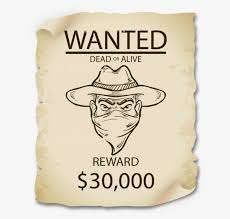 WANTED
DEAD OR ALIVE
REWARD
$30,000